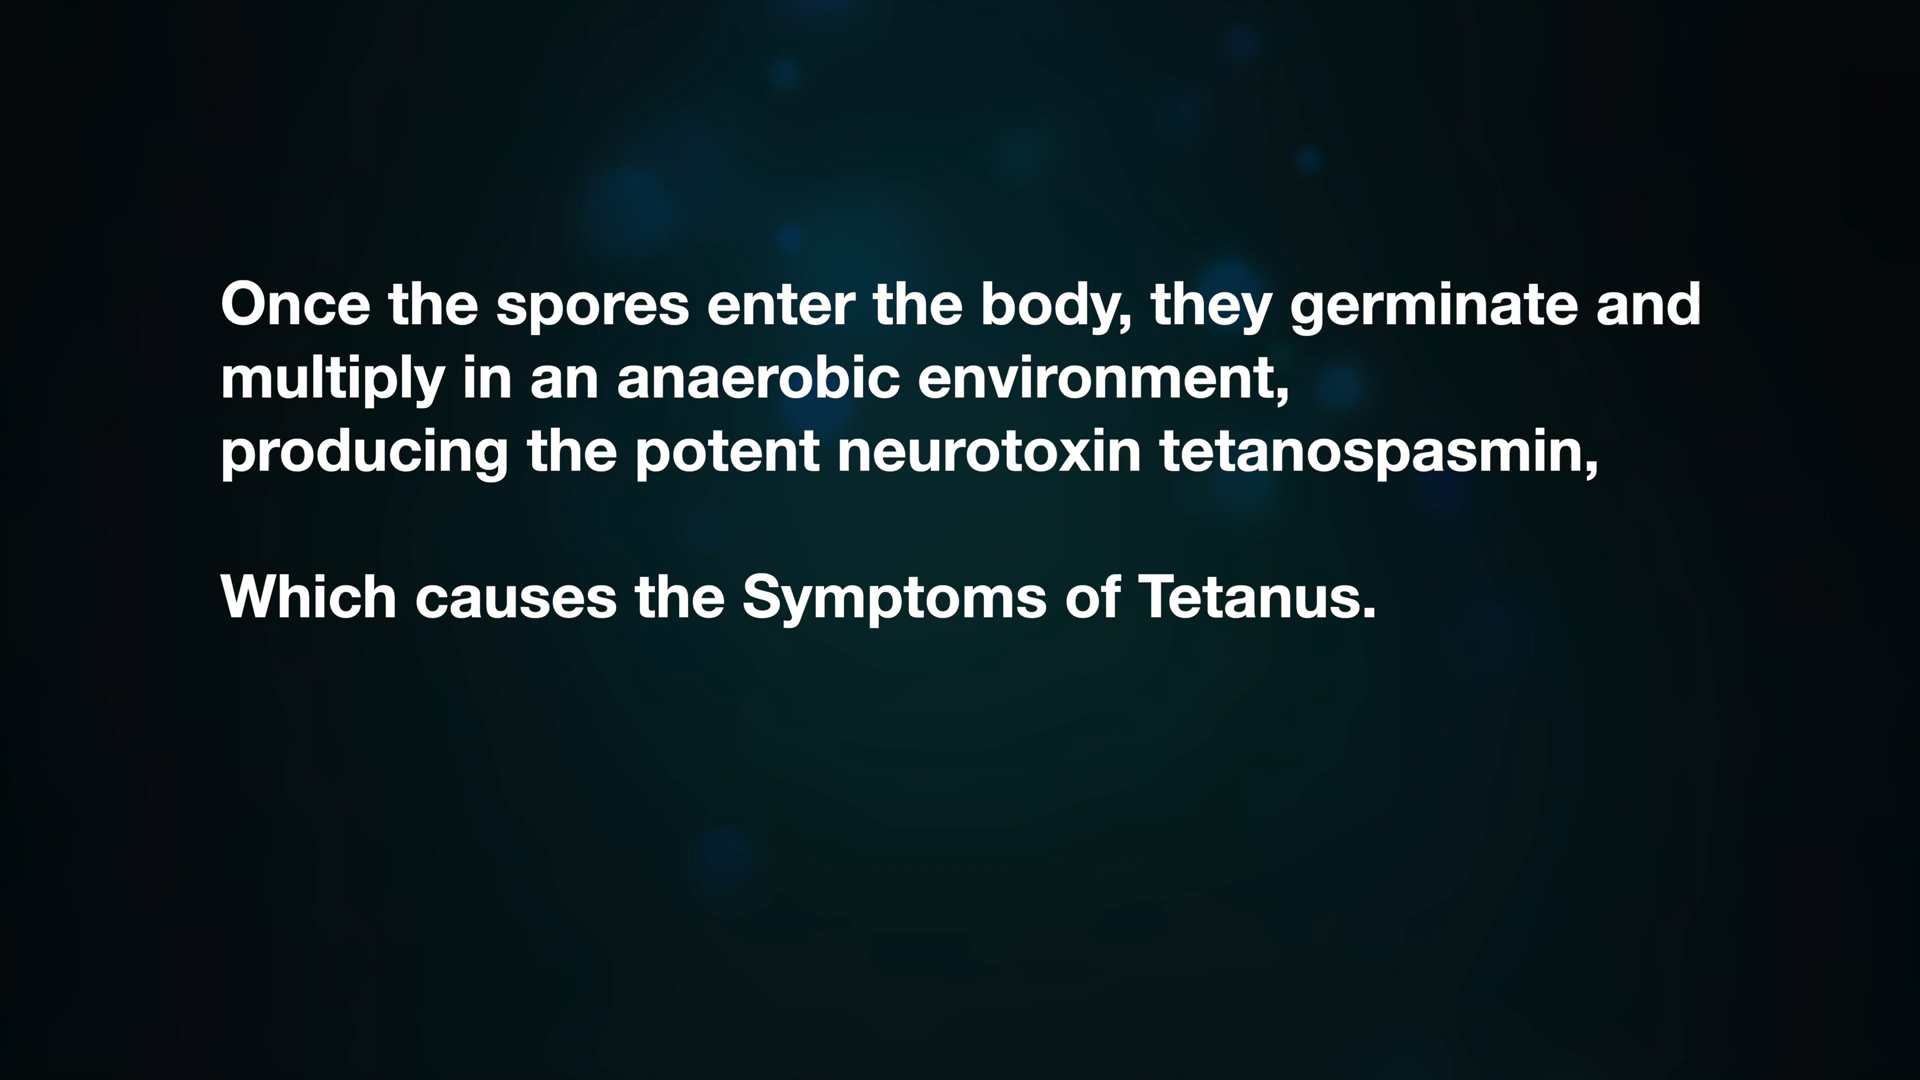 Once the spores enter the body, they germinate and
multiply in an anaerobic environment,
producing the potent neurotoxin tetanospasmin,
Which causes the Symptoms of Tetanus.